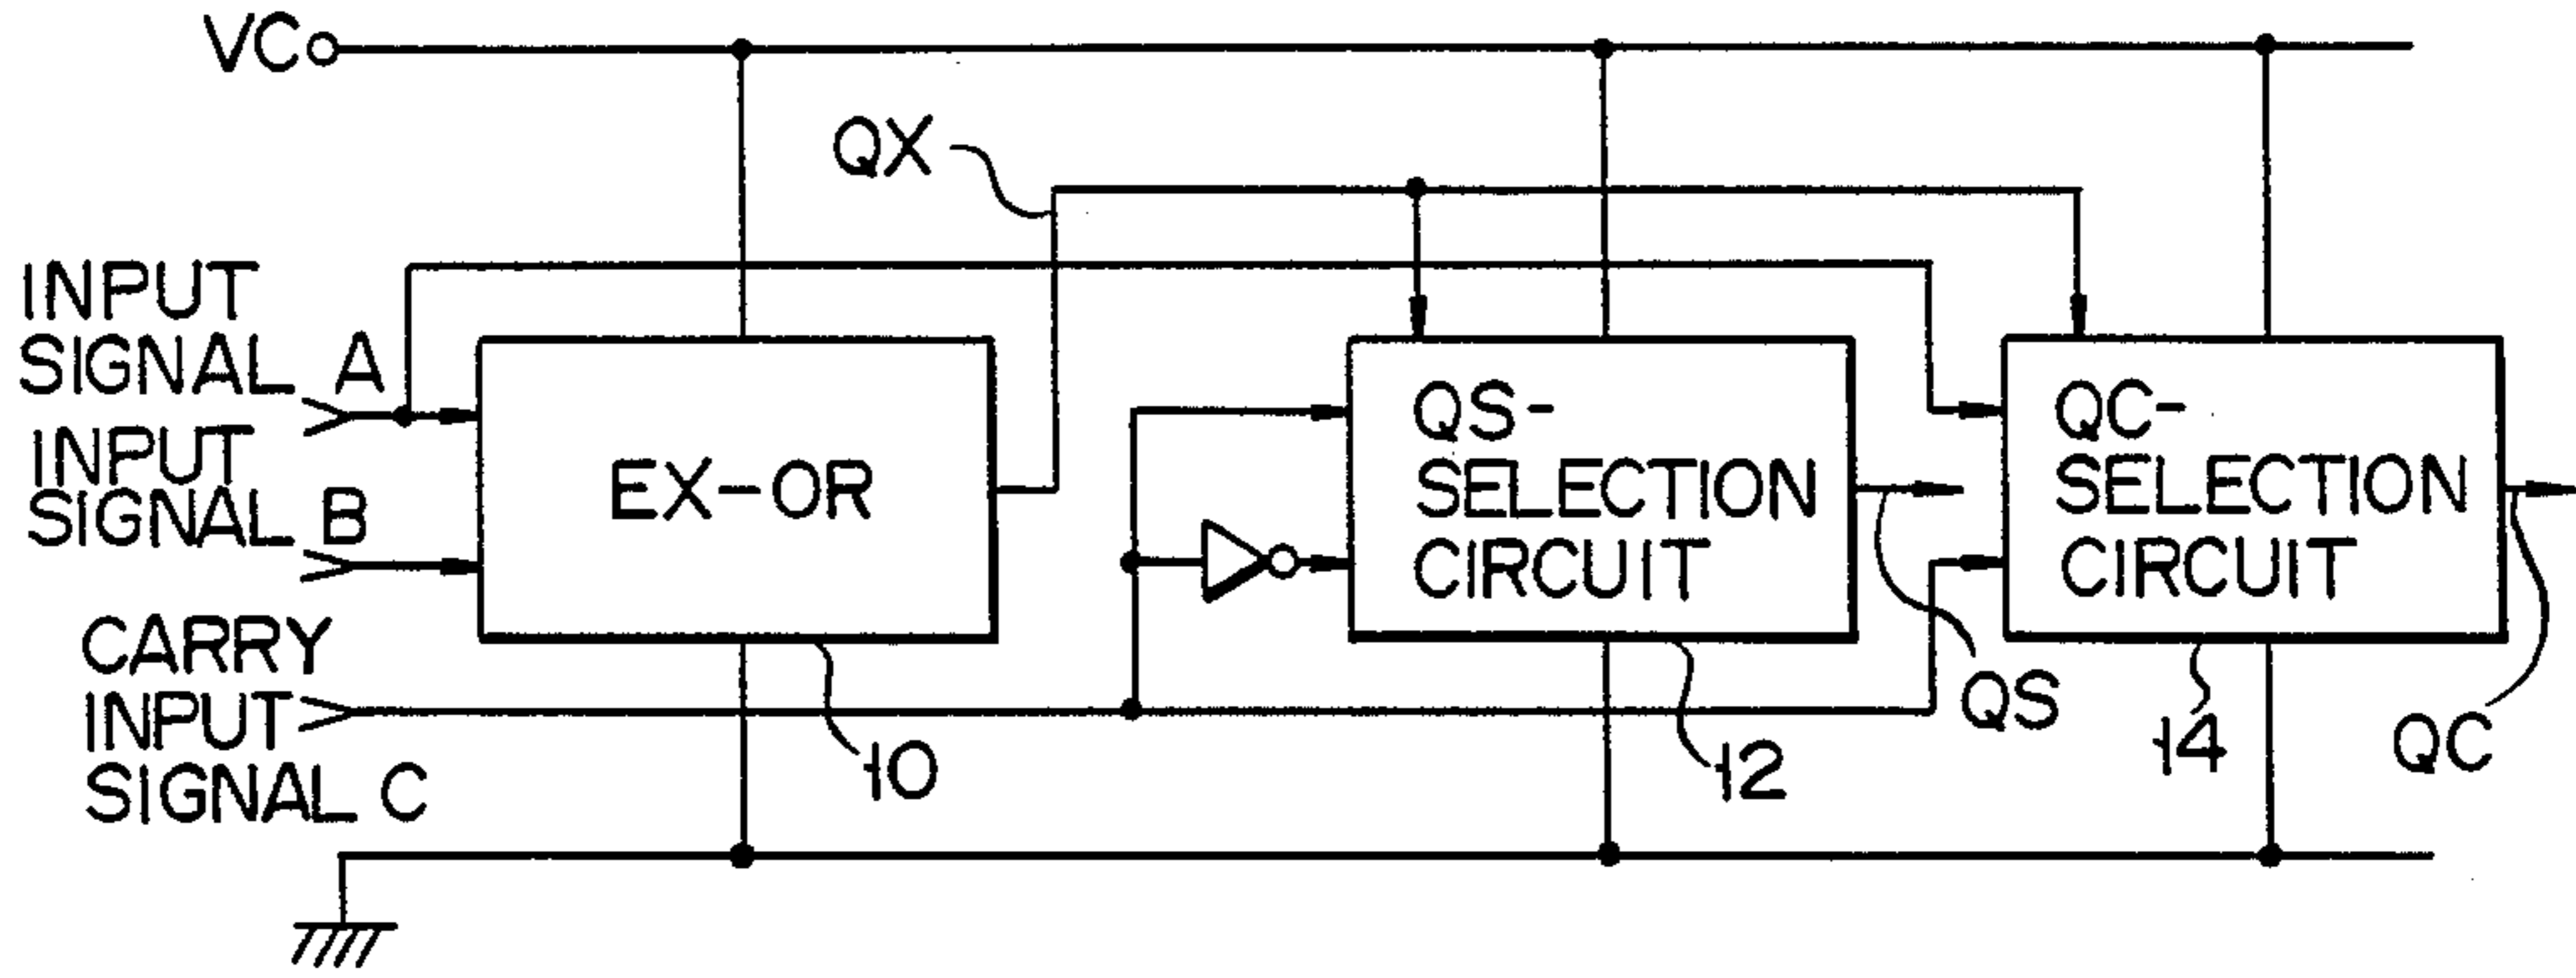 VC
QX
INPUT
SIGNAL A
INPUT
SIGNAL B
CARRY
INPUT
SIGNAL C
EX-OR
10
QS-
SELECTION
CIRCUIT
12
QS
QC-
SELECTION
CIRCUIT
14
QC